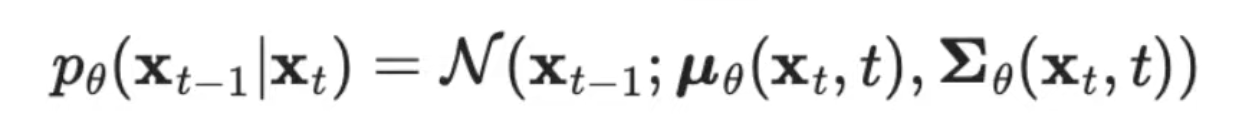 p_θ(𝐱_{t−1}|𝐱_t) = 𝒩(𝐱_{t−1}; 𝛍_θ(𝐱_t, t), 𝚺_θ(𝐱_t, t))